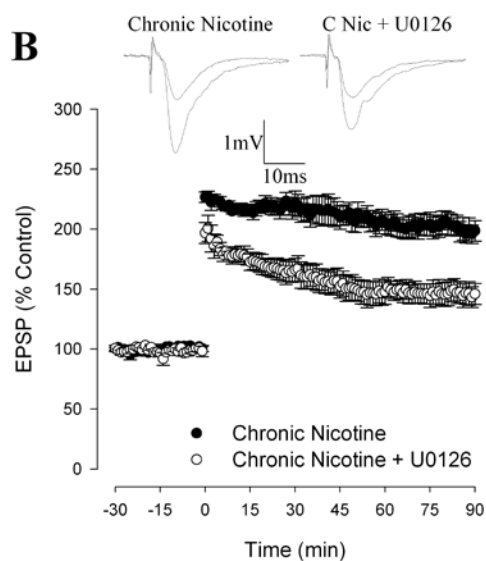 B
Chronic Nicotine C Nic + U0126
1mV
10ms
300
250
200
150
100
50
0
EPSP (% Control)
Chronic Nicotine
Chronic Nicotine + U0126
-30 -15 0 15 30 45 60 75 90
Time (min)